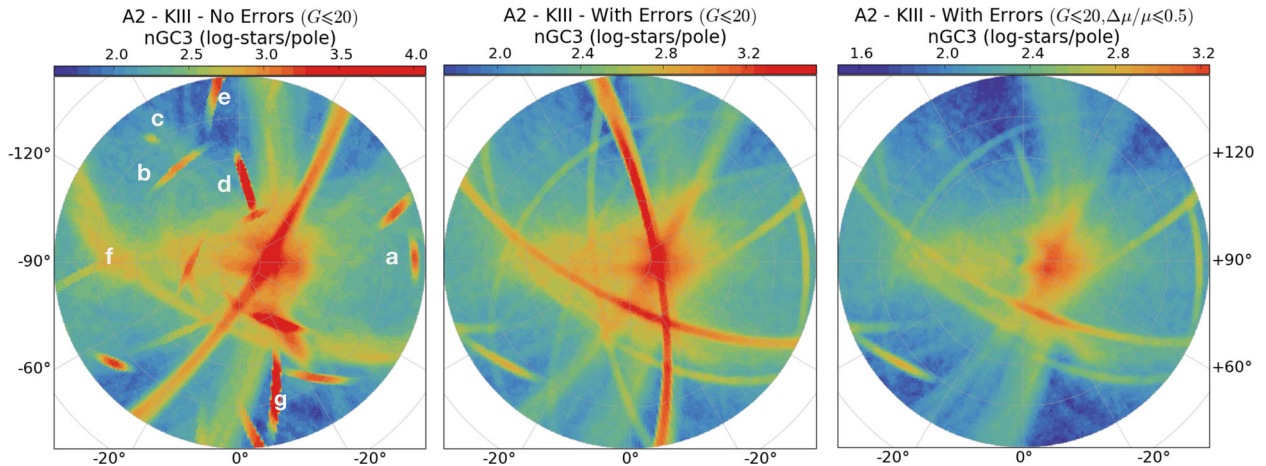 A2 - KIII - No Errors (G⩽20)
nGC3 (log-stars/pole)
2.0 2.5 3.0 3.5 4.0
A2 - KIII - With Errors (G⩽20)
nGC3 (log-stars/pole)
2.0 2.4 2.8 3.2
A2 - KIII - With Errors (G⩽20, Δμ/μ⩽0.5)
nGC3 (log-stars/pole)
1.6 2.0 2.4 2.8 3.2
e
c
-120° +120
b
d
f a
-90° +90°
-60° +60°
g
-20° 0° -20° -20° 0° -20° -20° 0° -20°